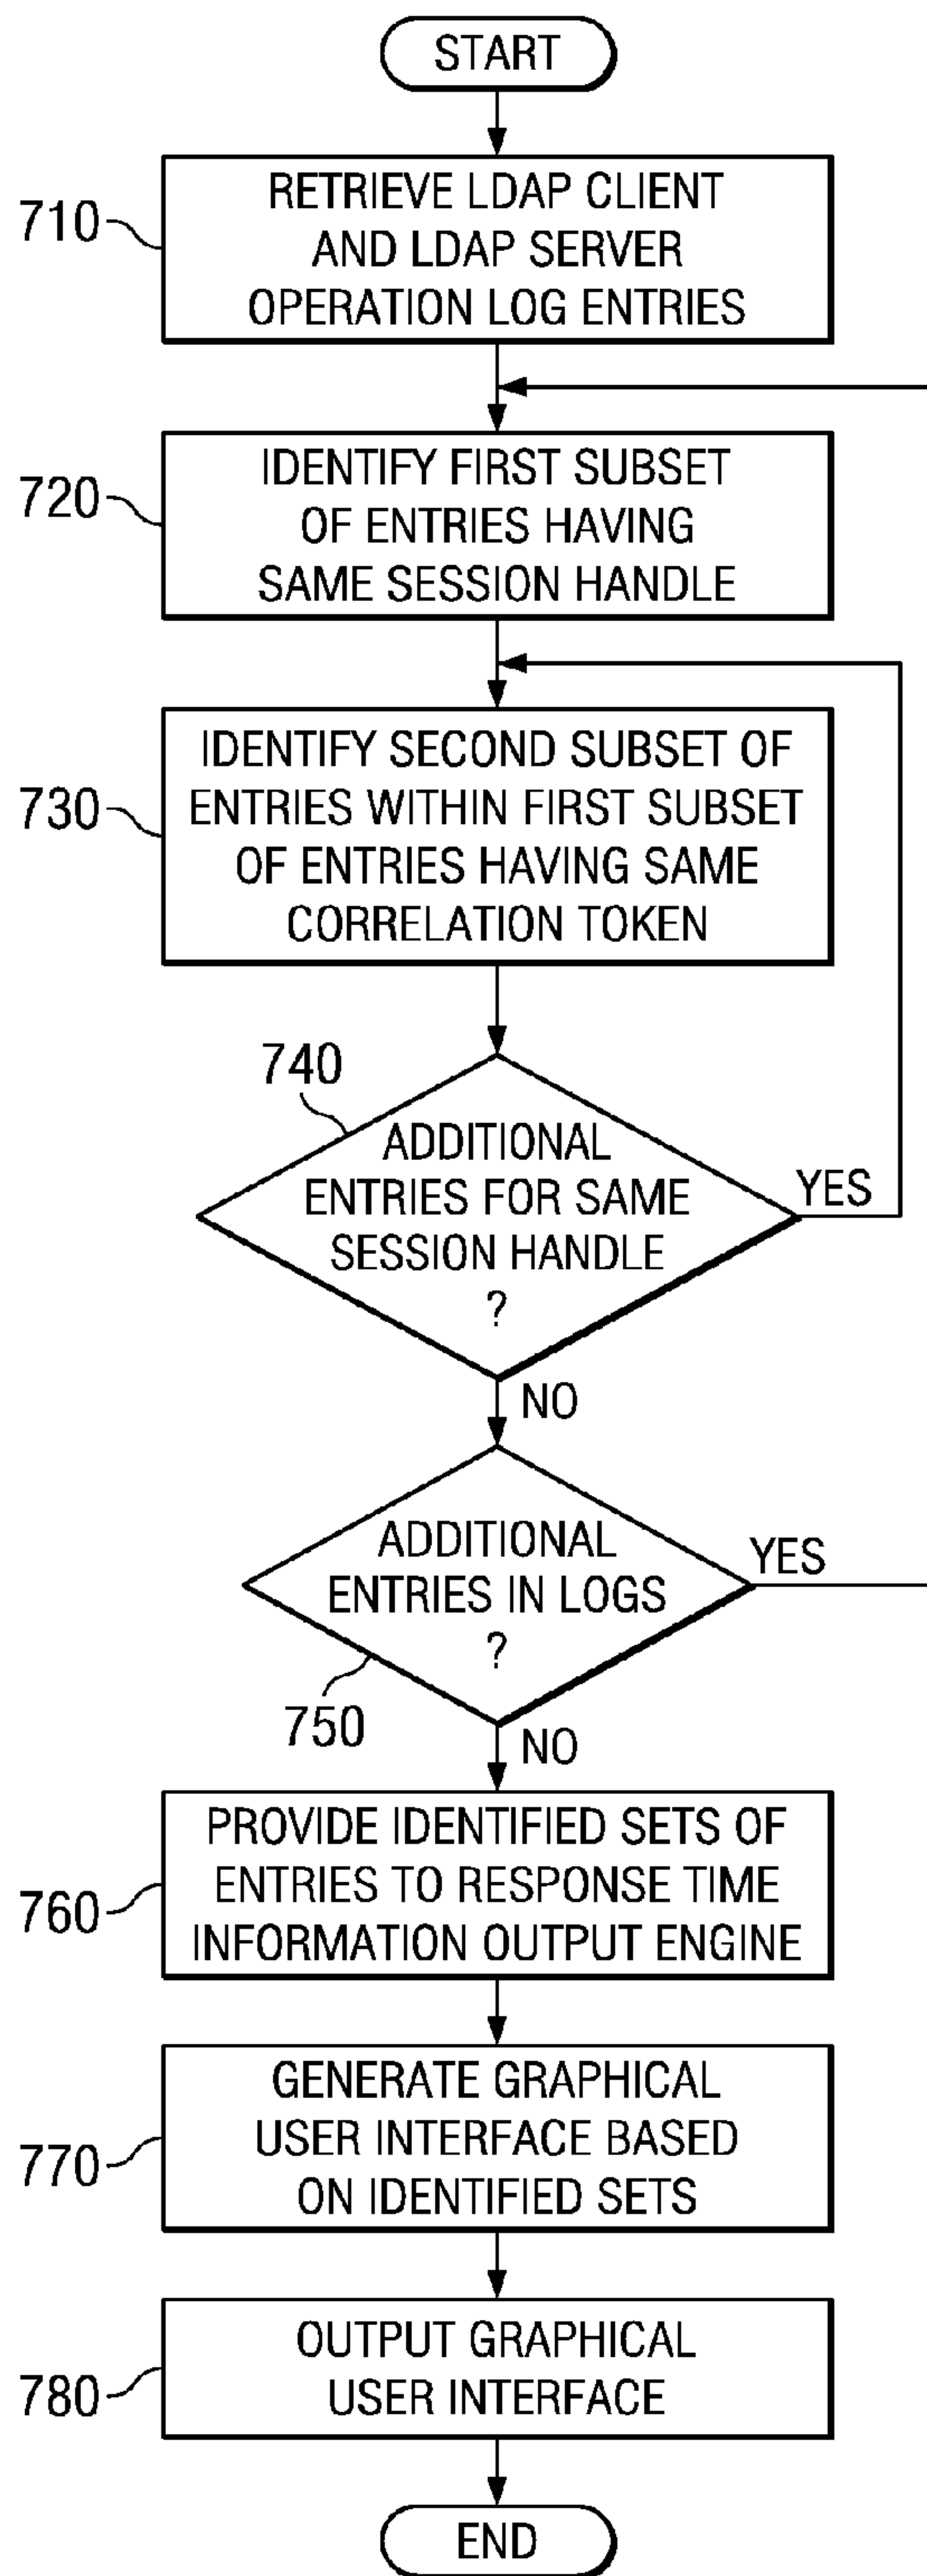 START
710
RETRIEVE LDAP CLIENT
AND LDAP SERVER
OPERATION LOG ENTRIES
720
IDENTIFY FIRST SUBSET
OF ENTRIES HAVING
SAME SESSION HANDLE
730
IDENTIFY SECOND SUBSET OF
ENTRIES WITHIN FIRST SUBSET
OF ENTRIES HAVING SAME
CORRELATION TOKEN
740
ADDITIONAL
ENTRIES FOR SAME
SESSION HANDLE
?
YES
NO
ADDITIONAL
ENTRIES IN LOGS
?
YES
750
NO
760
PROVIDE IDENTIFIED SETS OF
ENTRIES TO RESPONSE TIME
INFORMATION OUTPUT ENGINE
770
GENERATE GRAPHICAL
USER INTERFACE BASED
ON IDENTIFIED SETS
780
OUTPUT GRAPHICAL
USER INTERFACE
END